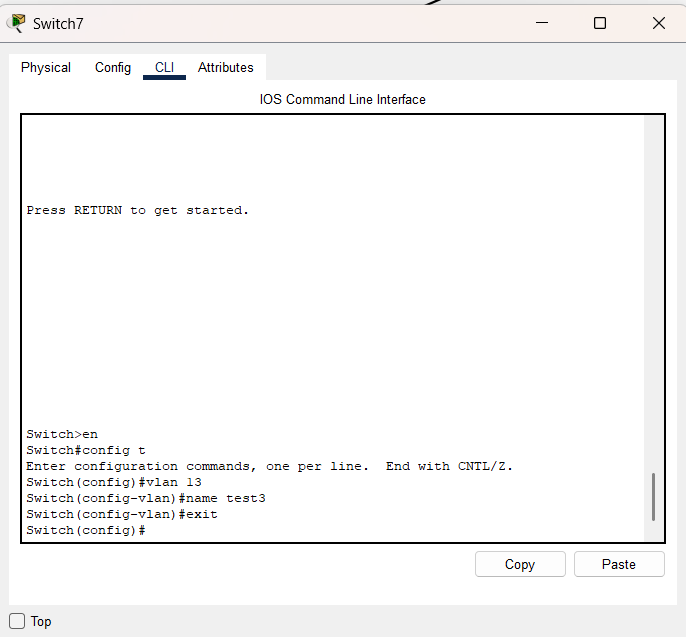 Switch7
Physical Config CLI Attributes
IOS Command Line Interface
Press RETURN to get started.
Switch>en
Switch#config t
Enter configuration commands, one per line.  End with CNTL/Z.
Switch(config)#vlan 13
Switch(config-vlan)#name test3
Switch(config-vlan)#exit
Switch(config)#
Copy Paste
Top